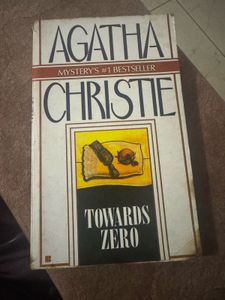 AGATHA
MYSTERY'S #1 BESTSELLER
CHRISTIE
TOWARDS
ZERO